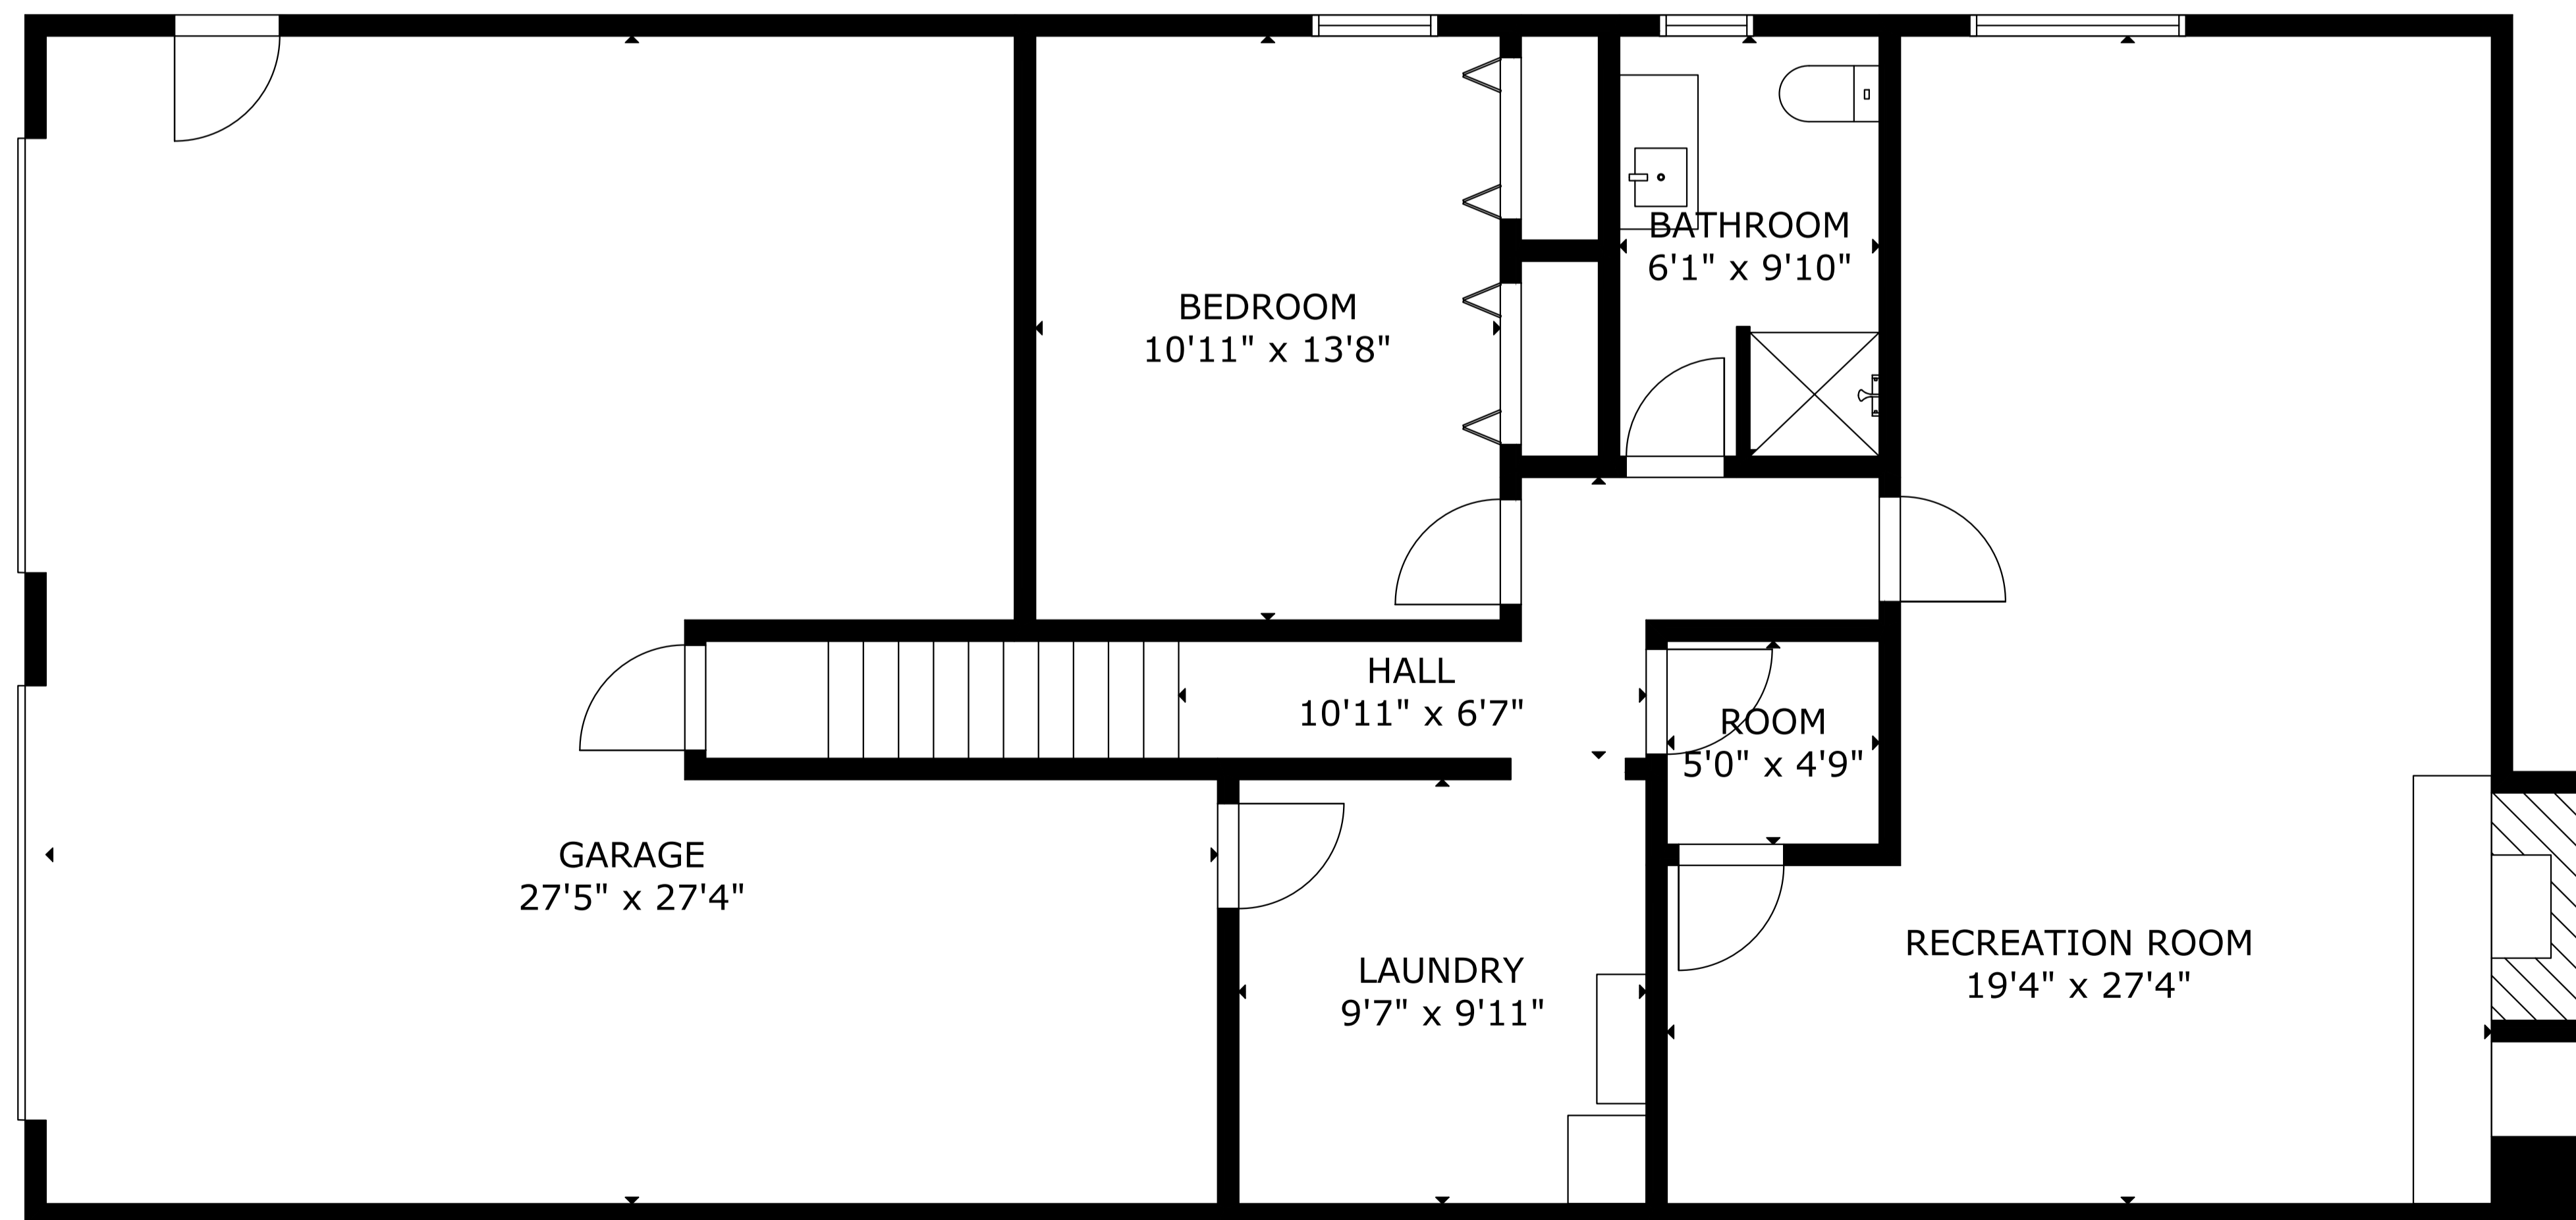 BATHROOM
6'1" x 9'10"
BEDROOM
10'11" x 13'8"
HALL
10'11" x 6'7"
ROOM
5'0" x 4'9"
GARAGE
27'5" x 27'4"
LAUNDRY
9'7" x 9'11"
RECREATION ROOM
19'4" x 27'4"